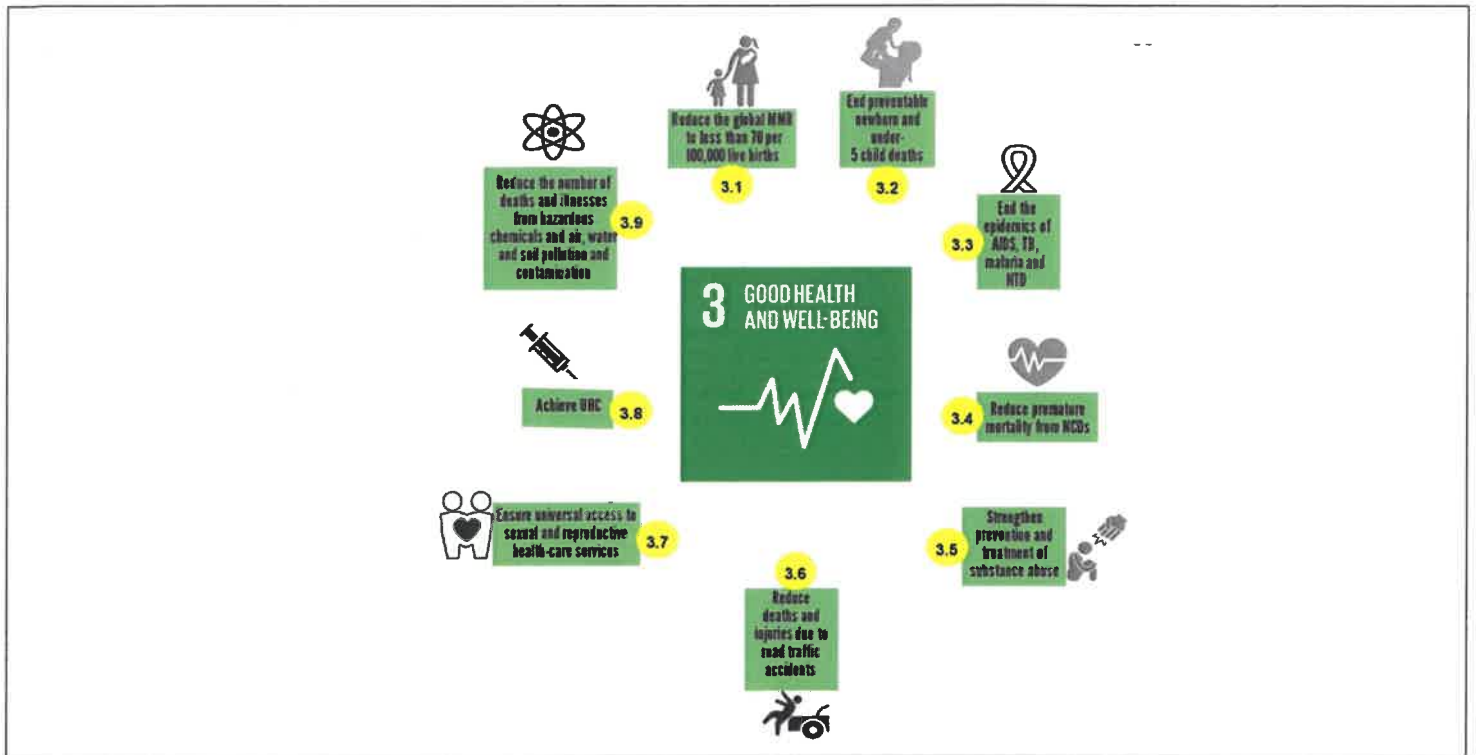 Reduce the global MMR
to less than 70 per
100,000 live births
3.1
End preventable
newborn and
under-
5 child deaths
3.2
End the
epidemics of
AIDS, TB,
malaria and
NTD
3.3
Reduce premature
mortality from NCDs
3.4
Strengthen
prevention and
treatment of
substance abuse
3.5
3.6
Reduce
deaths and
injuries due to
road traffic
accidents
Ensure universal access to
sexual and reproductive
health-care services
3.7
Achieve UHC
3.8
Reduce the number of
deaths and illnesses
from hazardous
chemicals and air, water
and soil pollution and
contamination
3.9
3 GOOD HEALTH
AND WELL-BEING